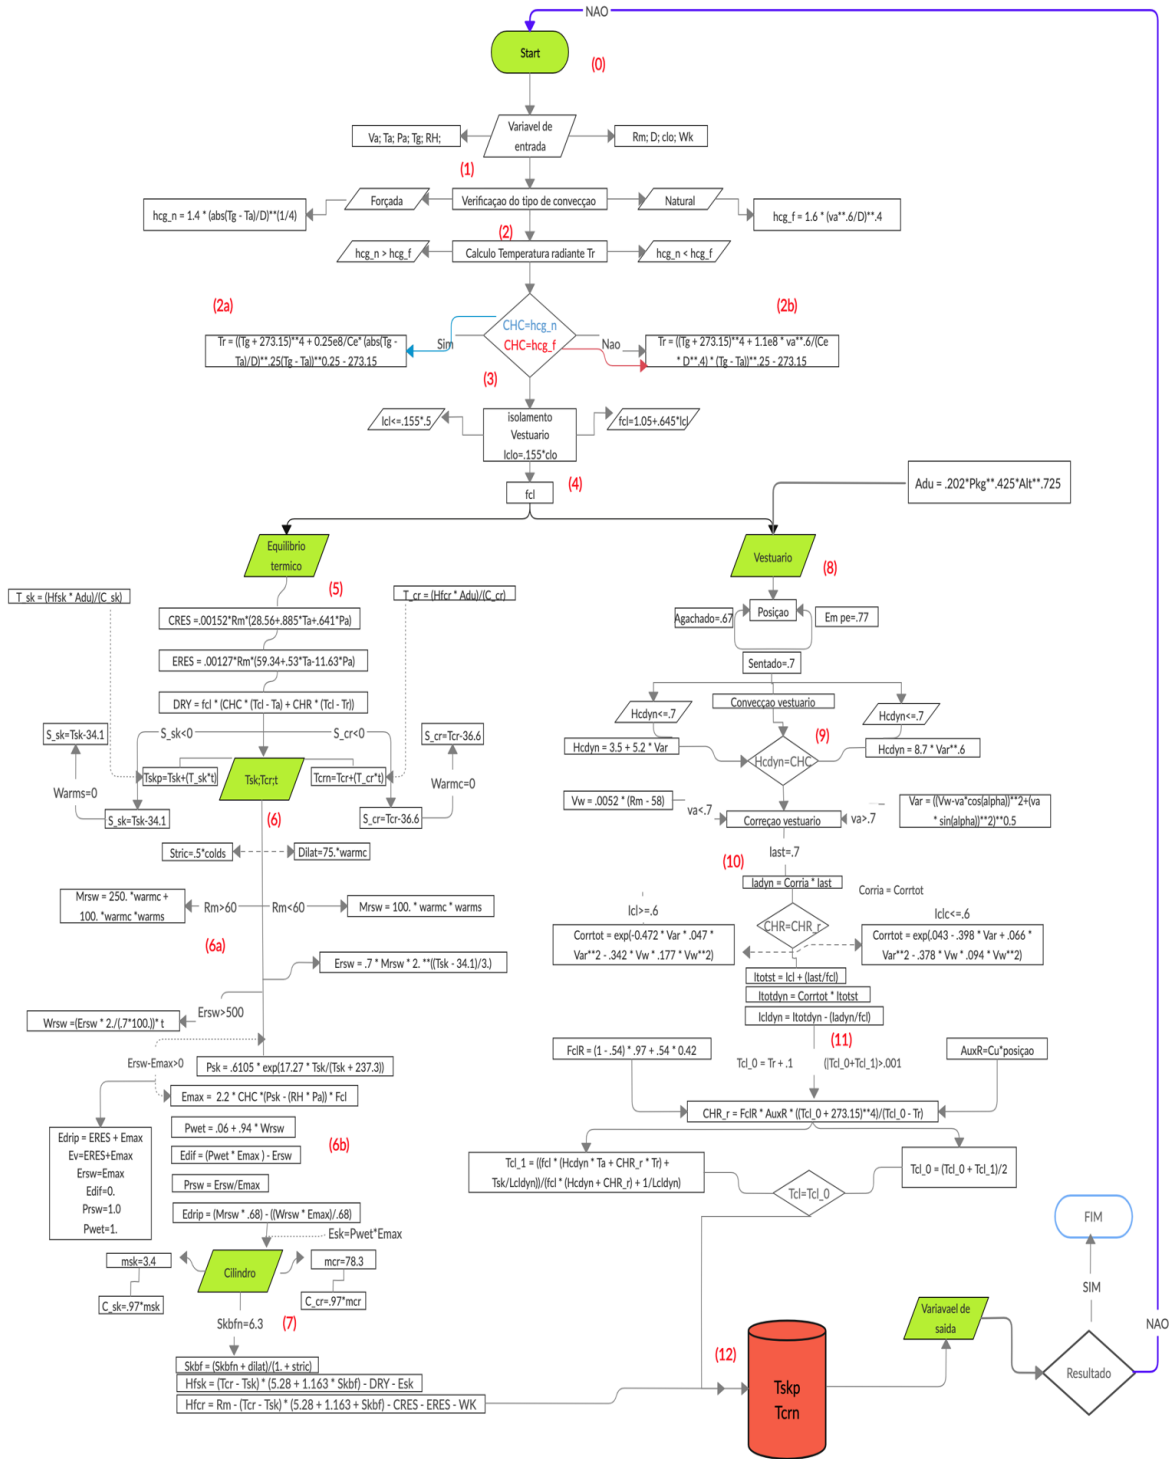 NAO
Start
(0)
Variavel de
entrada
Va; Ta; Pa; Tg; RH;
Rm; D; clo; Wk
(1)
Forçada
Verificaçao do tipo de convecçao
Natural
hcg_n = 1.4 * (abs(Tg - Ta)/D)**(1/4)
hcg_f = 1.6 * (va**.6/D)**.4
(2)
hcg_n > hcg_f
Calculo Temperatura radiante Tr
hcg_n < hcg_f
(2a)
(2b)
CHC=hcg_n
CHC=hcg_f
Sim
Nao
Tr = ((Tg + 273.15)**4 + 0.25e8/Ce* (abs(Tg -
Ta)/D)**.25(Tg - Ta))**0.25 - 273.15
Tr = ((Tg + 273.15)**4 + 1.1e8 * va**.6/(Ce
* D**.4) * (Tg - Ta))**.25 - 273.15
(3)
Icl<=.155*.5
isolamento
Vestuario
Iclo=.155*clo
fcl=1.05+.645*Icl
fcl
(4)
Adu = .202*Pkg**.425*Alt**.725
Equilibrio
termico
Vestuario
(5)
(8)
T_sk = (Hfsk * Adu)/(C_sk)
T_cr = (Hfcr * Adu)/(C_cr)
CRES =.00152*Rm*(28.56+.885*Ta+.641*Pa)
Agachado=.67
Posiçao
Em pe=.77
ERES = .00127*Rm*(59.34+.53*Ta-11.63*Pa)
Sentado=.7
DRY = fcl * (CHC * (Tcl - Ta) + CHR * (Tcl - Tr))
Convecçao vestuario
Hcdyn<=.7
Hcdyn<=.7
S_sk=Tsk-34.1
S_sk<0
S_cr<0
S_cr=Tcr-36.6
(9)
Hcdyn = 3.5 + 5.2 * Var
Hcdyn=CHC
Hcdyn = 8.7 * Var**.6
Tskp=Tsk+(T_sk*t)
Tsk;Tcr;t
Tcrn=Tcr+(T_cr*t)
Warms=0
Warmc=0
S_sk=Tsk-34.1
(6)
S_cr=Tcr-36.6
Vw = .0052 * (Rm - 58)
va<.7
Correçao vestuario
va>.7
Var = ((Vw-va*cos(alpha))**2+(va
* sin(alpha))**2)**0.5
Stric=.5*colds
Dilat=75.*warmc
Iast=.7
(10)
Iadyn = Corria * Iast
Corria = Corrtot
Mrsw = 250. *warmc +
100. *warmc *warms
Rm>60
Rm<60
Mrsw = 100. * warmc * warms
Icl>=.6
Iclc<=.6
CHR=CHR_r
Corrtot = exp(-0.472 * Var * .047 *
Var**2 - .342 * Vw * .177 * Vw**2)
Corrtot = exp(.043 - .398 * Var + .066 *
Var**2 - .378 * Vw * .094 * Vw**2)
(6a)
Ersw = .7 * Mrsw * 2. **((Tsk - 34.1)/3.)
Itotst = Icl + (Iast/fcl)
Itotdyn = Corrtot * Itotst
Icldyn = Itotdyn - (Iadyn/fcl)
Ersw>500
Wrsw =(Ersw * 2./(.7*100.))* t
(11)
FclR = (1 - .54) * .97 + .54 * 0.42
Tcl_0 = Tr + .1
(|Tcl_0+Tcl_1)>.001
AuxR=Cu*posiçao
Ersw-Emax>0
Psk = .6105 * exp(17.27 * Tsk/(Tsk + 237.3))
Emax = 2.2 * CHC *(Psk - (RH * Pa)) * Fcl
CHR_r = FclR * AuxR * ((Tcl_0 + 273.15)**4)/(Tcl_0 - Tr)
Pwet = .06 + .94 * Wrsw
Edrip = ERES + Emax
Ev=ERES+Emax
Ersw=Emax
Edif=0.
Prsw=1.0
Pwet=1.
(6b)
Edif = (Pwet * Emax ) - Ersw
Tcl_1 = ((fcl * (Hcdyn * Ta + CHR_r * Tr) +
Tsk/Lcldyn))/(fcl * (Hcdyn + CHR_r) + 1/Lcldyn)
Tcl_0 = (Tcl_0 + Tcl_1)/2
Prsw = Ersw/Emax
Tcl=Tcl_0
Edrip = (Mrsw * .68) - ((Wrsw * Emax)/.68)
Esk=Pwet*Emax
FIM
msk=3.4
Cilindro
mcr=78.3
C_sk=.97*msk
C_cr=.97*mcr
SIM
Skbfn=6.3
(7)
Variavael de
saida
NAO
Skbf = (Skbfn + dilat)/(1. + stric)
(12)
Resultado
Hfsk = (Tcr - Tsk) * (5.28 + 1.163 * Skbf) - DRY - Esk
Tskp
Tcrn
Hfcr = Rm - (Tcr - Tsk) * (5.28 + 1.163 + Skbf) - CRES - ERES - WK